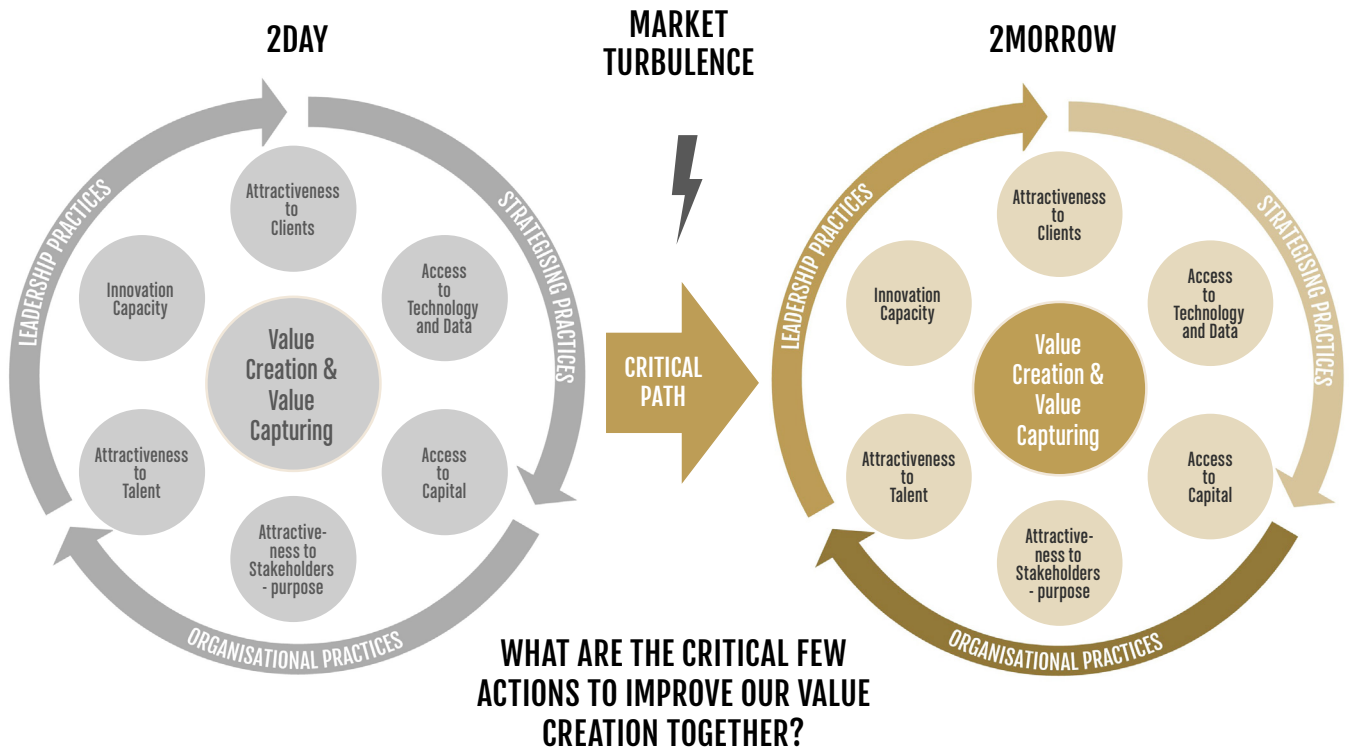 2DAY
MARKET
TURBULENCE
2MORROW
LEADERSHIP PRACTICES
STRATEGISING PRACTICES
ORGANISATIONAL PRACTICES
Attractiveness
to
Clients
Innovation
Capacity
Access
to
Technology
and Data
Value
Creation &
Value
Capturing
Attractiveness
to
Talent
Access
to
Capital
Attractive-
ness to
Stakeholders
- purpose
CRITICAL
PATH
LEADERSHIP PRACTICES
STRATEGISING PRACTICES
ORGANISATIONAL PRACTICES
Attractiveness
to
Clients
Innovation
Capacity
Access
to
Technology
and Data
Value
Creation &
Value
Capturing
Attractiveness
to
Talent
Access
to
Capital
Attractive-
ness to
Stakeholders
- purpose
WHAT ARE THE CRITICAL FEW
ACTIONS TO IMPROVE OUR VALUE
CREATION TOGETHER?